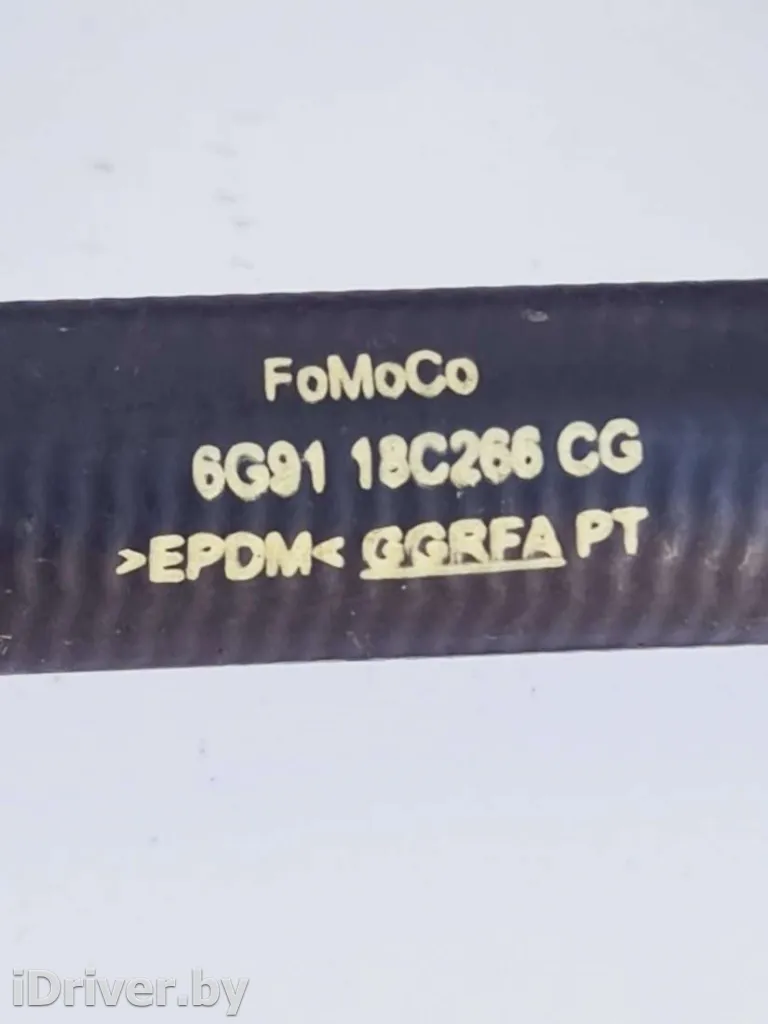 FoMoCo
6G91 18C266 CG
>EPDM< GGRFA PT
iDriver.by